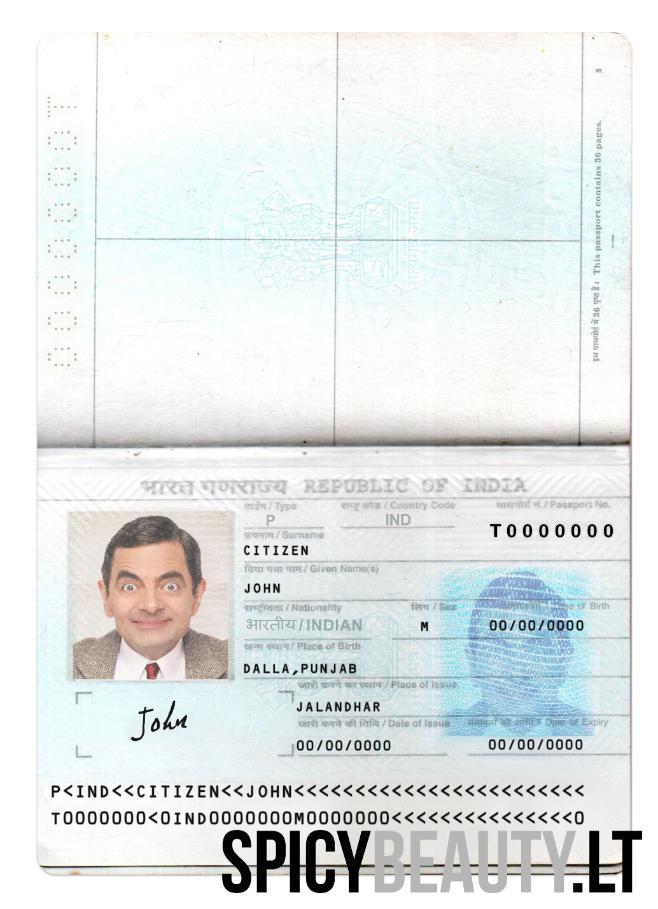 3
इस पासपोर्ट में 36 पृष्ठ है। This passport contains 36 pages.
भारत गणराज्य REPUBLIC OF INDIA
टाईप / Type राष्ट्र कोड / Country Code पासपोर्ट नं. / Passport No.
P IND T0000000
उपनाम / Surname
CITIZEN
दिया गया नाम / Given Name(s)
JOHN
राष्ट्रीयता / Nationality लिंग / Sex of Birth
भारतीय / INDIAN M 00/00/0000
जन्म स्थान / Place of Birth
DALLA,PUNJAB
जारी करने का स्थान / Place of Issue
JALANDHAR
जारी करने की तिथि / Date of Issue समाप्ति की तिथि / Date of Expiry
00/00/0000 00/00/0000
John
P<IND<<CITIZEN<<JOHN<<<<<<<<<<<<<<<<<<<<<<<<
T0000000<0IND0000000M0000000<<<<<<<<<<<<<<<0
SPICYBEAUTY.LT